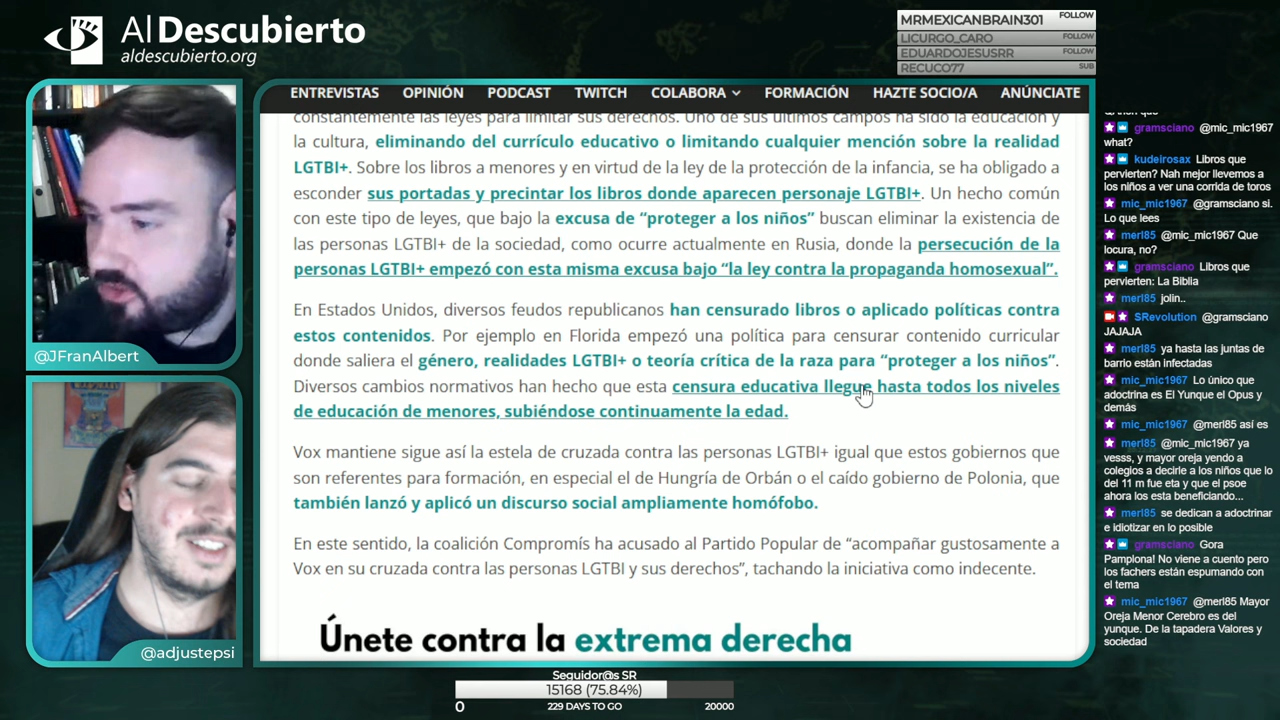 Al Descubierto
aldescubierto.org
MRMEXICANBRAIN301 FOLLOW
LICURGO_CARO FOLLOW
EDUARDOJESUSRR FOLLOW
RECUCO77 SUB
ENTREVISTAS OPINIÓN PODCAST TWITCH COLABORA FORMACIÓN HAZTE SOCIO/A ANÚNCIATE
constantemente las leyes para limitar sus derechos. Uno de sus últimos campos ha sido la educación y
la cultura, eliminando del currículo educativo o limitando cualquier mención sobre la realidad
LGTBI+. Sobre los libros a menores y en virtud de la ley de la protección de la infancia, se ha obligado a
esconder sus portadas y precintar los libros donde aparecen personaje LGTBI+. Un hecho común
con este tipo de leyes, que bajo la excusa de “proteger a los niños” buscan eliminar la existencia de
las personas LGTBI+ de la sociedad, como ocurre actualmente en Rusia, donde la persecución de la
personas LGTBI+ empezó con esta misma excusa bajo “la ley contra la propaganda homosexual”.
En Estados Unidos, diversos feudos republicanos han censurado libros o aplicado políticas contra
estos contenidos. Por ejemplo en Florida empezó una política para censurar contenido curricular
donde saliera el género, realidades LGTBI+ o teoría crítica de la raza para “proteger a los niños”.
Diversos cambios normativos han hecho que esta censura educativa llegue hasta todos los niveles
de educación de menores, subiéndose continuamente la edad.
Vox mantiene sigue así la estela de cruzada contra las personas LGTBI+ igual que estos gobiernos que
son referentes para formación, en especial el de Hungría de Orbán o el caído gobierno de Polonia, que
también lanzó y aplicó un discurso social ampliamente homófobo.
En este sentido, la coalición Compromís ha acusado al Partido Popular de “acompañar gustosamente a
Vox en su cruzada contra las personas LGTBI y sus derechos”, tachando la iniciativa como indecente.
Únete contra la extrema derecha
@JFranAlbert
@adjustepsi
Seguidor@s SR
15168 (75.84%)
0 229 DAYS TO GO 20000
gramsciano @mic_mic1967
what?
kudeirosax Libros que
pervierten? Nah mejor llevemos a
los niños a ver una corrida de toros
mic_mic1967 @gramsciano si.
Lo que lees
merl85 @mic_mic1967 Que
locura, no?
gramsciano Libros que
pervierten: La Biblia
merl85 jolin..
SRevolution @gramsciano
JAJAJA
merl85 ya hasta las juntas de
barrio están infectadas
mic_mic1967 Lo único que
adoctrina es El Yunque el Opus y
demás
mic_mic1967 @merl85 así es
merl85 @mic_mic1967 ya
vesss, y mayor oreja yendo a
colegios a decirle a los niños que lo
del 11 m fue eta y que el psoe
ahora los esta beneficiando...
merl85 se dedican a adoctrinar
e idiotizar en lo posible
gramsciano Gora
Pamplona! No viene a cuento pero
los fachers están espumando con
el tema
mic_mic1967 @merl85 Mayor
Oreja Menor Cerebro es del
yunque. De la tapadera Valores y
sociedad